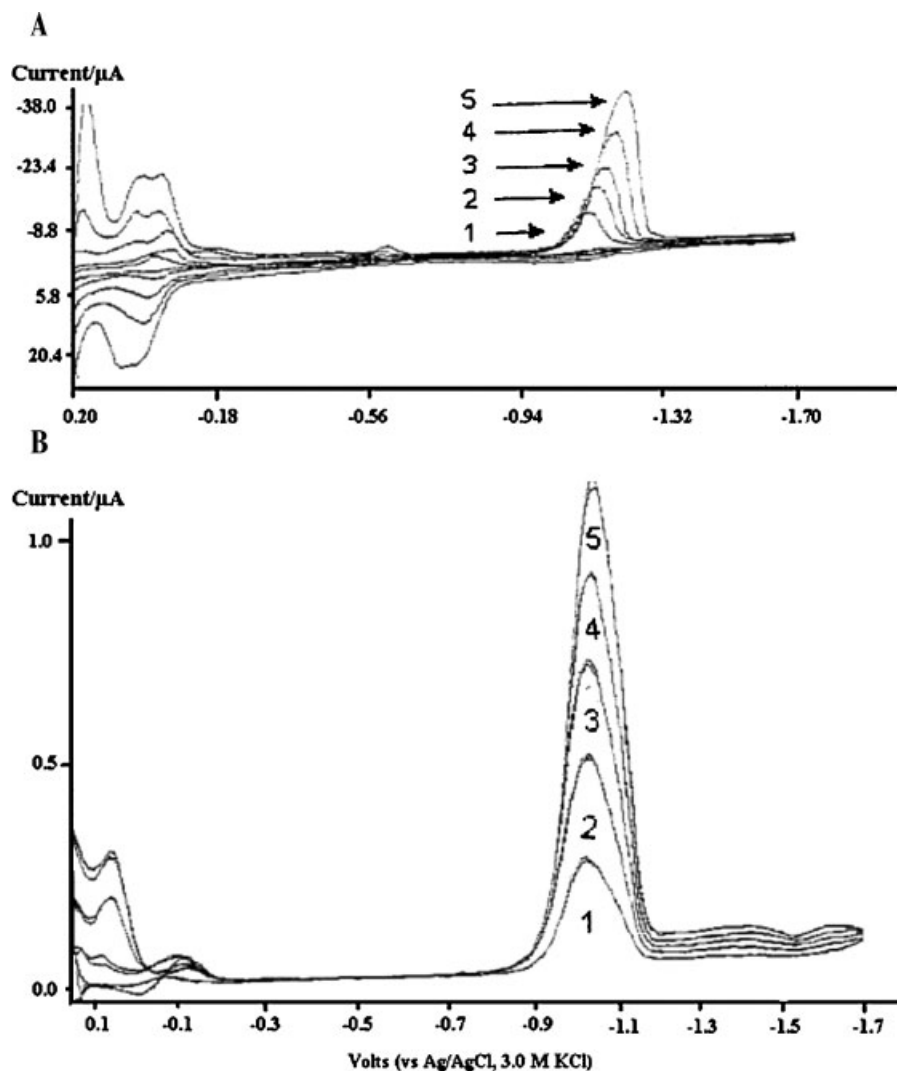 A
Current/µA
-38.0
-23.4
-8.8
5.8
20.4
5
4
3
2
1
0.20 -0.18 -0.56 -0.94 -1.32 -1.70
B
Current/µA
1.0
0.5
0.0
5
4
3
2
1
0.1 -0.1 -0.3 -0.5 -0.7 -0.9 -1.1 -1.3 -1.5 -1.7
Volts (vs Ag/AgCl, 3.0 M KCl)